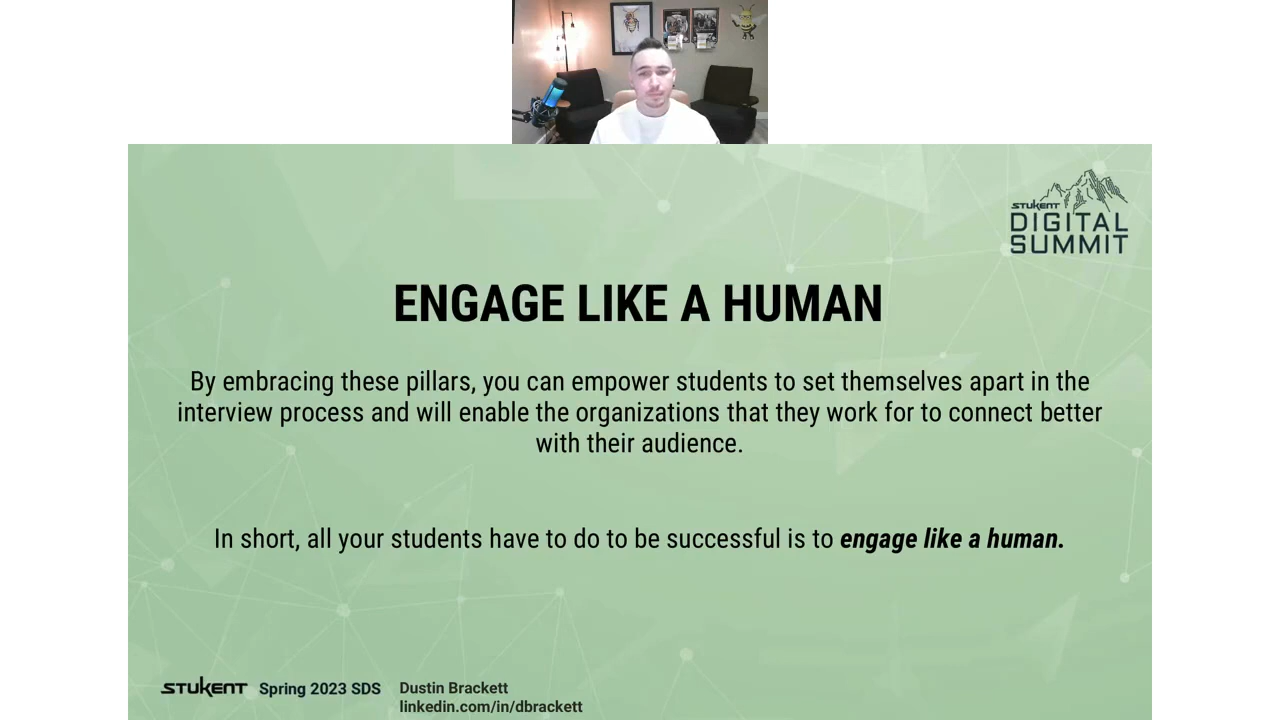 STUKENT
DIGITAL
SUMMIT
ENGAGE LIKE A HUMAN
By embracing these pillars, you can empower students to set themselves apart in the
interview process and will enable the organizations that they work for to connect better
with their audience.
In short, all your students have to do to be successful is to engage like a human.
STUKENT Spring 2023 SDS
Dustin Brackett
linkedin.com/in/dbrackett